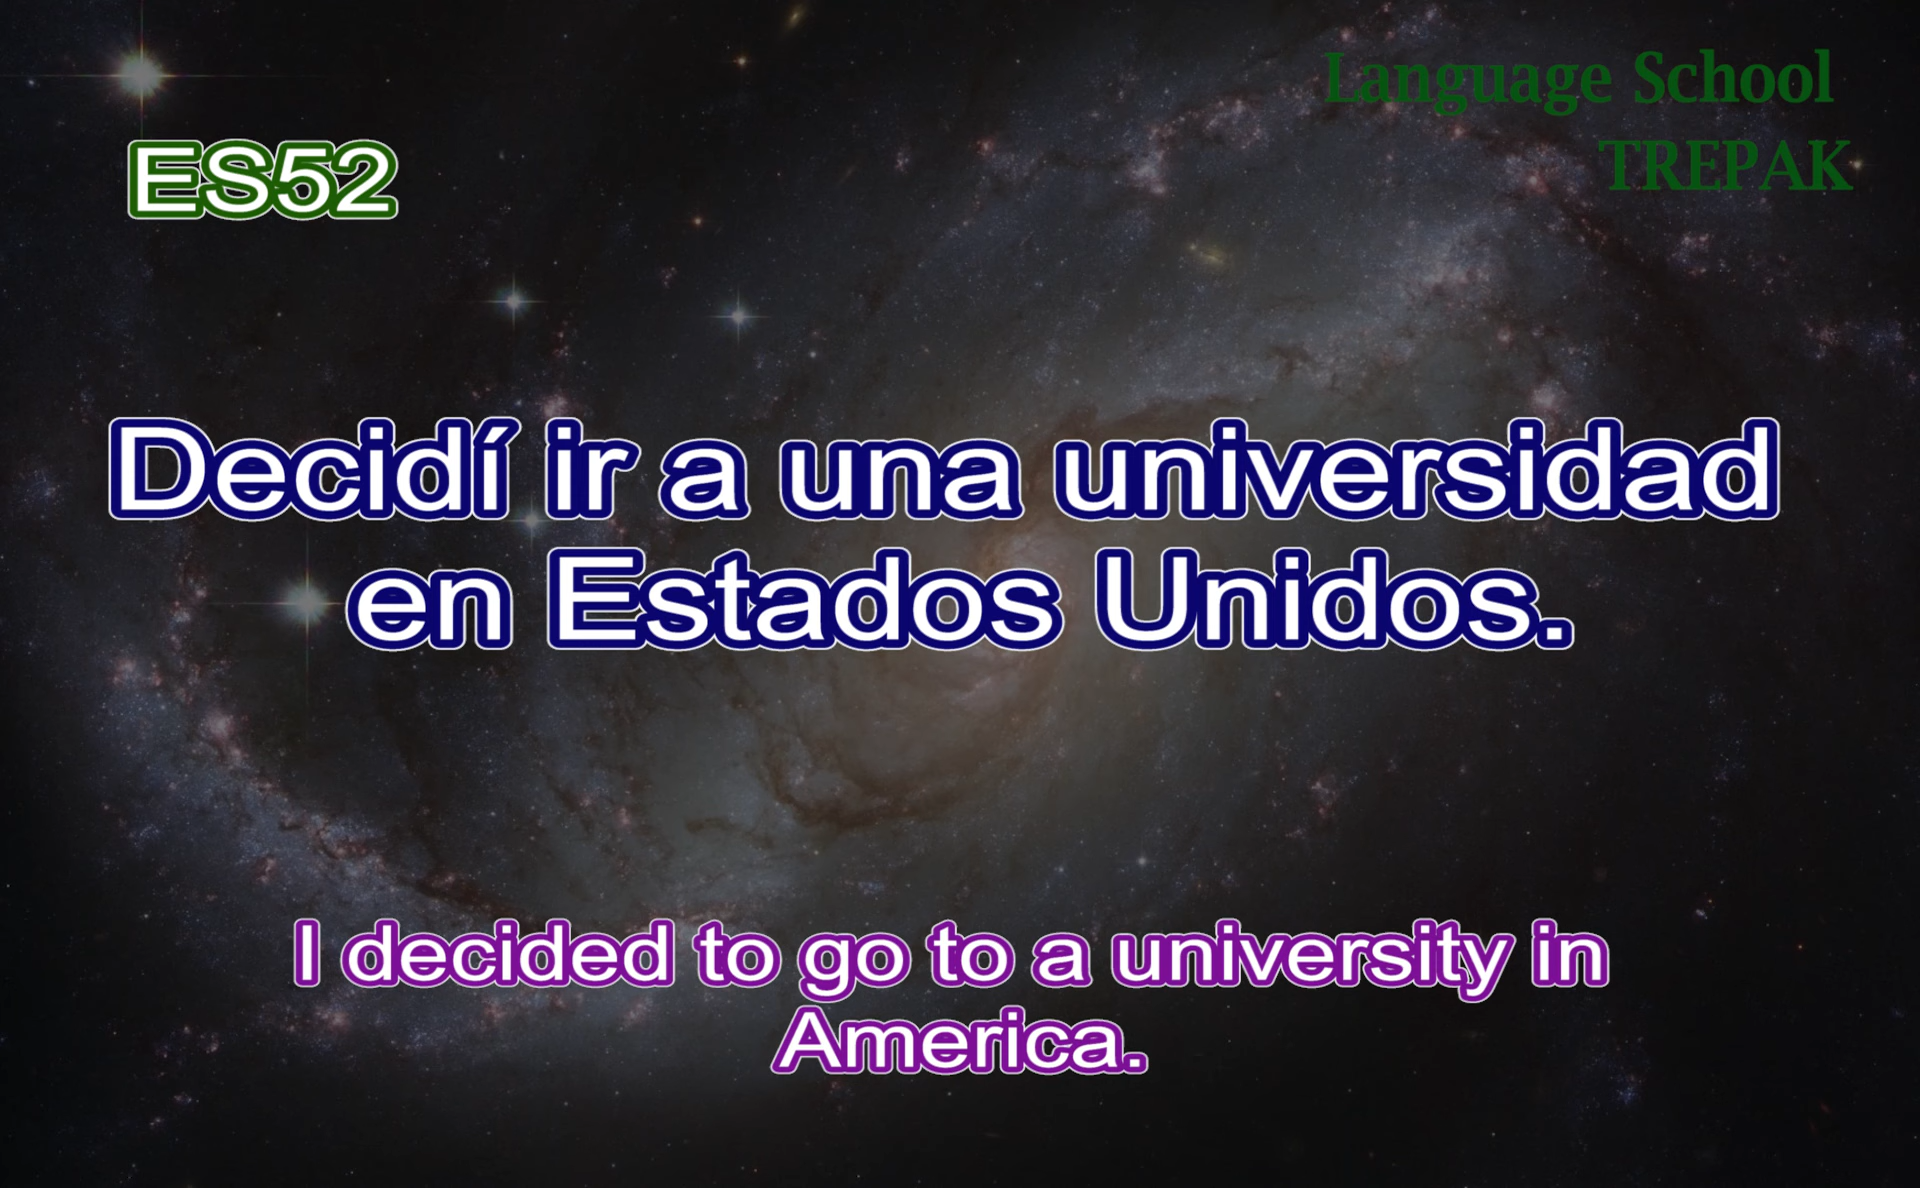 Language School
TREPAK
ES52
Decidí ir a una universidad
en Estados Unidos.
I decided to go to a university in
America.